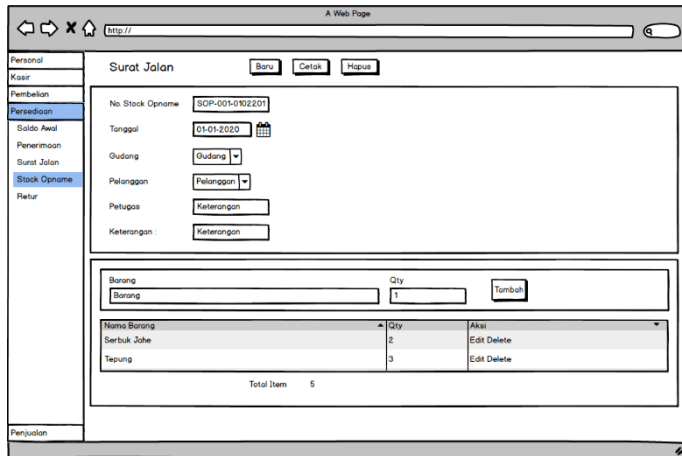 A Web Page
http://
Personal
Kasir
Pembelian
Persediaan
Saldo Awal
Penerimaan
Surat Jalan
Stock Opname
Retur
Penjualan
Surat Jalan
Baru Cetak Hapus
No. Stock Opname SOP-001-0102201
Tanggal 01-01-2020
Gudang Gudang
Pelanggan Pelanggan
Petugas Keterangan
Keterangan : Keterangan
Barang Qty
Barang 1 Tambah
Nama Barang Qty Aksi
Serbuk Jahe 2 Edit Delete
Tepung 3 Edit Delete
Total Item 5